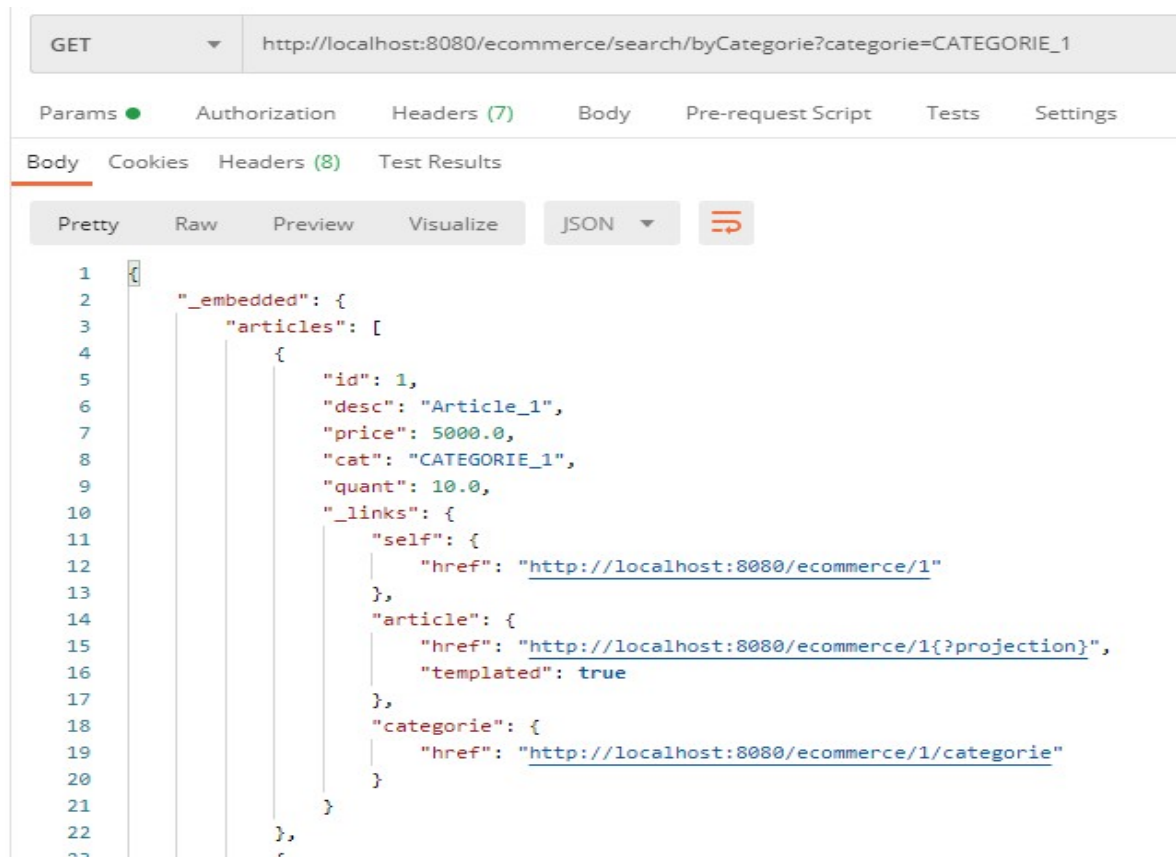 GET http://localhost:8080/ecommerce/search/byCategorie?categorie=CATEGORIE_1
Params Authorization Headers (7) Body Pre-request Script Tests Settings
Body Cookies Headers (8) Test Results
Pretty Raw Preview Visualize JSON
1 {
2 "_embedded": {
3 "articles": [
4 {
5 "id": 1,
6 "desc": "Article_1",
7 "price": 5000.0,
8 "cat": "CATEGORIE_1",
9 "quant": 10.0,
10 "_links": {
11 "self": {
12 "href": "http://localhost:8080/ecommerce/1"
13 },
14 "article": {
15 "href": "http://localhost:8080/ecommerce/1{?projection}",
16 "templated": true
17 },
18 "categorie": {
19 "href": "http://localhost:8080/ecommerce/1/categorie"
20 }
21 }
22 },